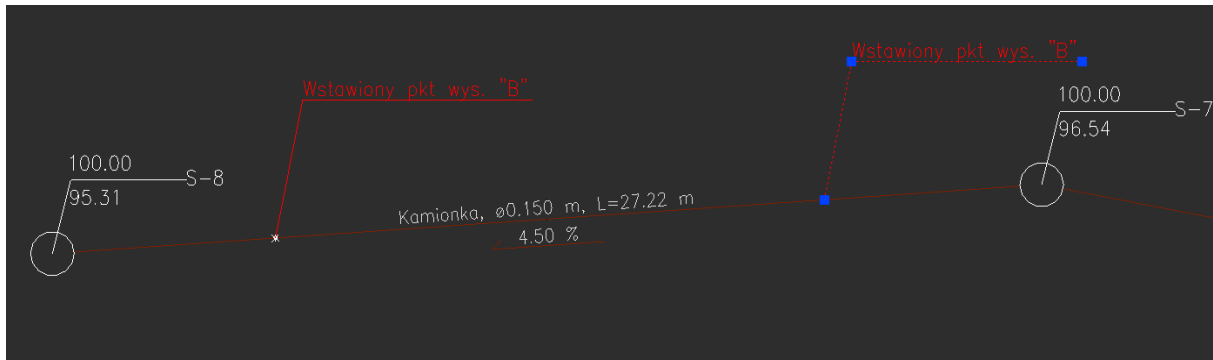 Wstawiony pkt wys. "B"
Wstawiony pkt wys. "B"
100.00
S-7
96.54
100.00
S-8
95.31
Kamionka, ø0.150 m, L=27.22 m
4.50 %